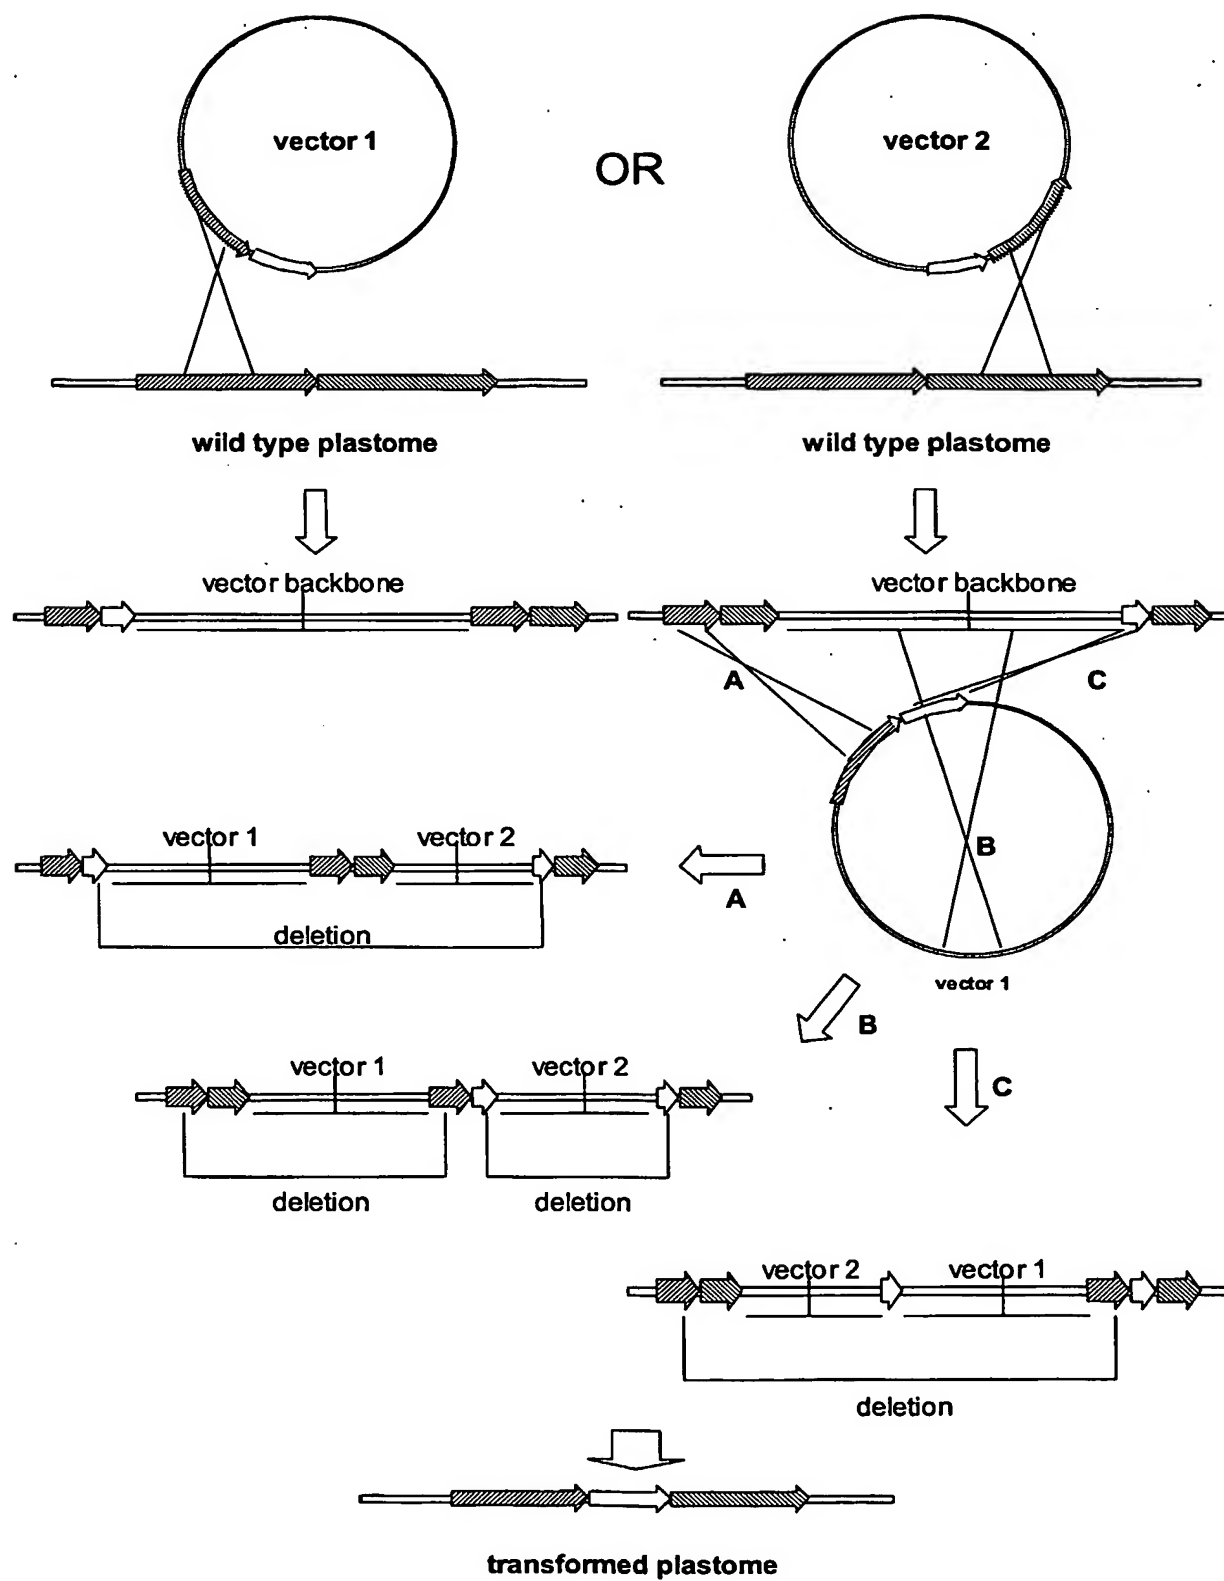 vector 1
OR
vector 2
wild type plastome
wild type plastome
vector backbone
vector backbone
A
C
vector 1
vector 2
B
A
deletion
vector 1
B
vector 1
vector 2
C
deletion
deletion
vector 2
vector 1
deletion
transformed plastome